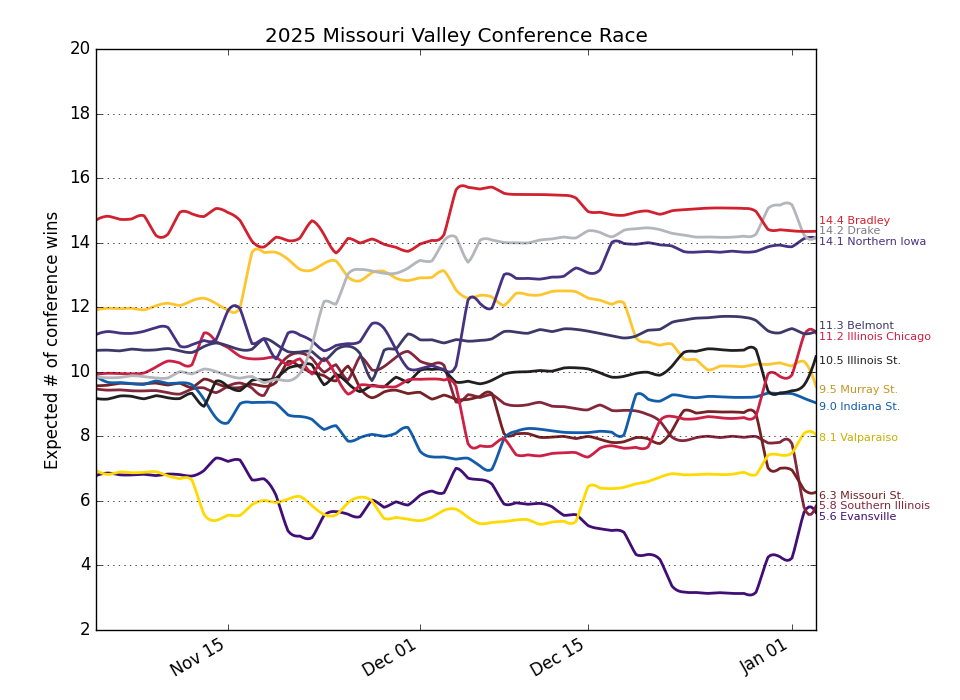 2025 Missouri Valley Conference Race
Expected # of conference wins
20
18
16
14
12
10
8
6
4
2
14.4 Bradley
14.2 Drake
14.1 Northern Iowa
11.3 Belmont
11.2 Illinois Chicago
10.5 Illinois St.
9.5 Murray St.
9.0 Indiana St.
8.1 Valparaiso
6.3 Missouri St.
5.8 Southern Illinois
5.6 Evansville
Nov 15
Dec 01
Dec 15
Jan 01